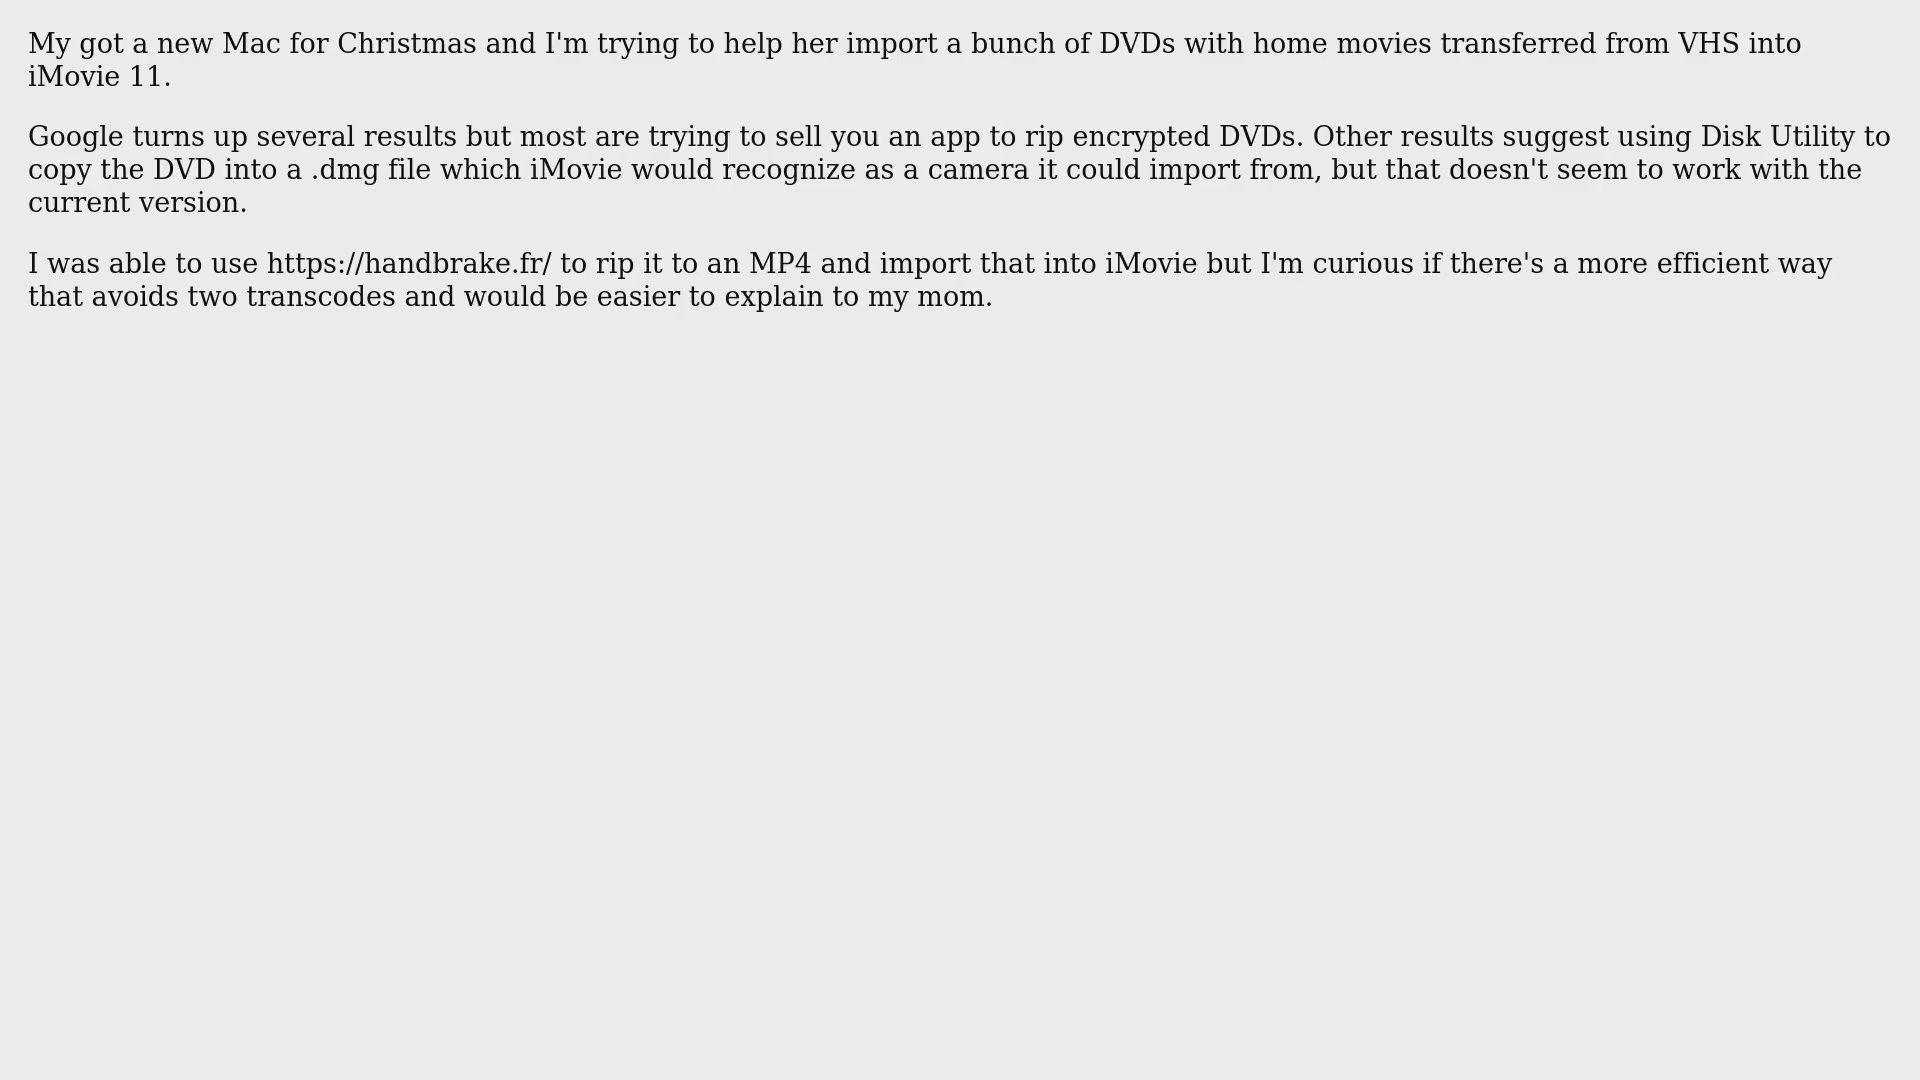 My got a new Mac for Christmas and I'm trying to help her import a bunch of DVDs with home movies transferred from VHS into
iMovie 11.
Google turns up several results but most are trying to sell you an app to rip encrypted DVDs. Other results suggest using Disk Utility to
copy the DVD into a .dmg file which iMovie would recognize as a camera it could import from, but that doesn't seem to work with the
current version.
I was able to use https://handbrake.fr/ to rip it to an MP4 and import that into iMovie but I'm curious if there's a more efficient way
that avoids two transcodes and would be easier to explain to my mom.